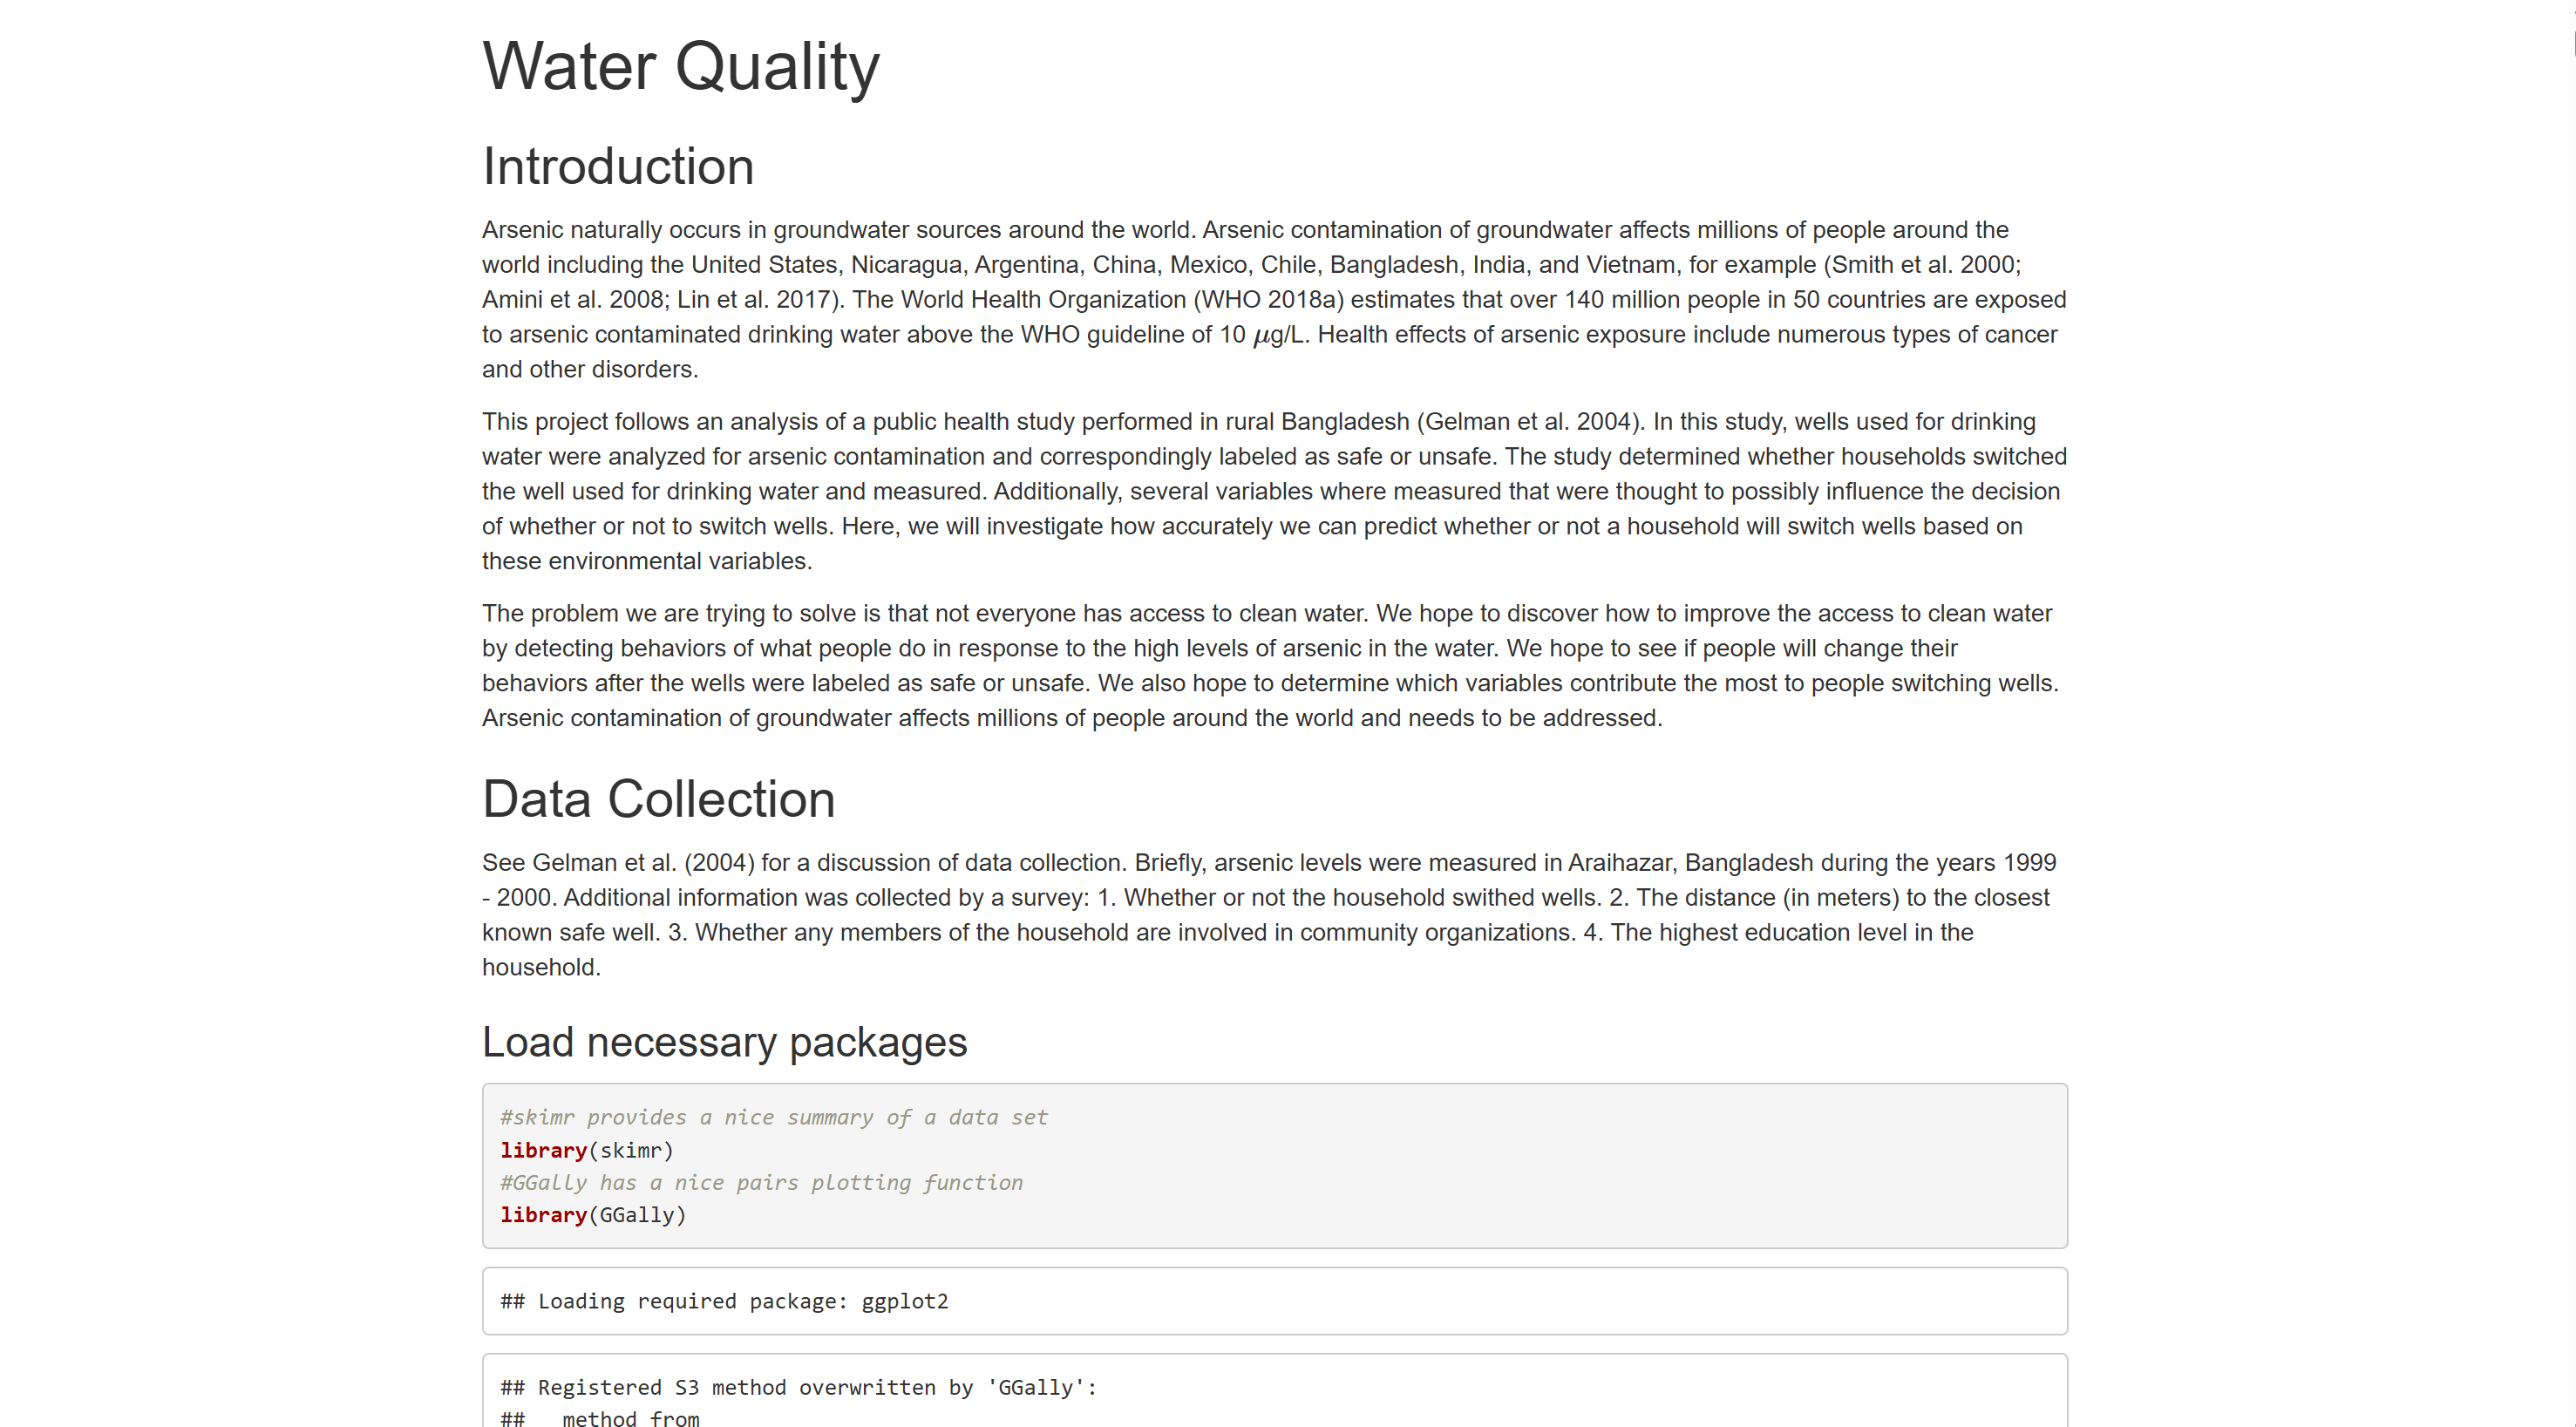 Water Quality
Introduction
Arsenic naturally occurs in groundwater sources around the world. Arsenic contamination of groundwater affects millions of people around the
world including the United States, Nicaragua, Argentina, China, Mexico, Chile, Bangladesh, India, and Vietnam, for example (Smith et al. 2000;
Amini et al. 2008; Lin et al. 2017). The World Health Organization (WHO 2018a) estimates that over 140 million people in 50 countries are exposed
to arsenic contaminated drinking water above the WHO guideline of 10 μg/L. Health effects of arsenic exposure include numerous types of cancer
and other disorders.
This project follows an analysis of a public health study performed in rural Bangladesh (Gelman et al. 2004). In this study, wells used for drinking
water were analyzed for arsenic contamination and correspondingly labeled as safe or unsafe. The study determined whether households switched
the well used for drinking water and measured. Additionally, several variables where measured that were thought to possibly influence the decision
of whether or not to switch wells. Here, we will investigate how accurately we can predict whether or not a household will switch wells based on
these environmental variables.
The problem we are trying to solve is that not everyone has access to clean water. We hope to discover how to improve the access to clean water
by detecting behaviors of what people do in response to the high levels of arsenic in the water. We hope to see if people will change their
behaviors after the wells were labeled as safe or unsafe. We also hope to determine which variables contribute the most to people switching wells.
Arsenic contamination of groundwater affects millions of people around the world and needs to be addressed.
Data Collection
See Gelman et al. (2004) for a discussion of data collection. Briefly, arsenic levels were measured in Araihazar, Bangladesh during the years 1999
- 2000. Additional information was collected by a survey: 1. Whether or not the household swithed wells. 2. The distance (in meters) to the closest
known safe well. 3. Whether any members of the household are involved in community organizations. 4. The highest education level in the
household.
Load necessary packages
#skimr provides a nice summary of a data set
library(skimr)
#GGally has a nice pairs plotting function
library(GGally)
## Loading required package: ggplot2
## Registered S3 method overwritten by 'GGally':
##   method from